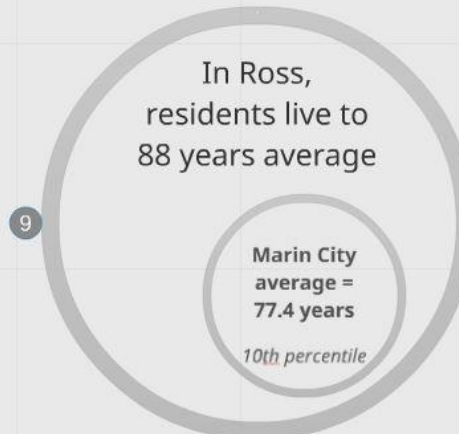 In Ross,
residents live to
88 years average
9
Marin City
average =
77.4 years
10th percentile